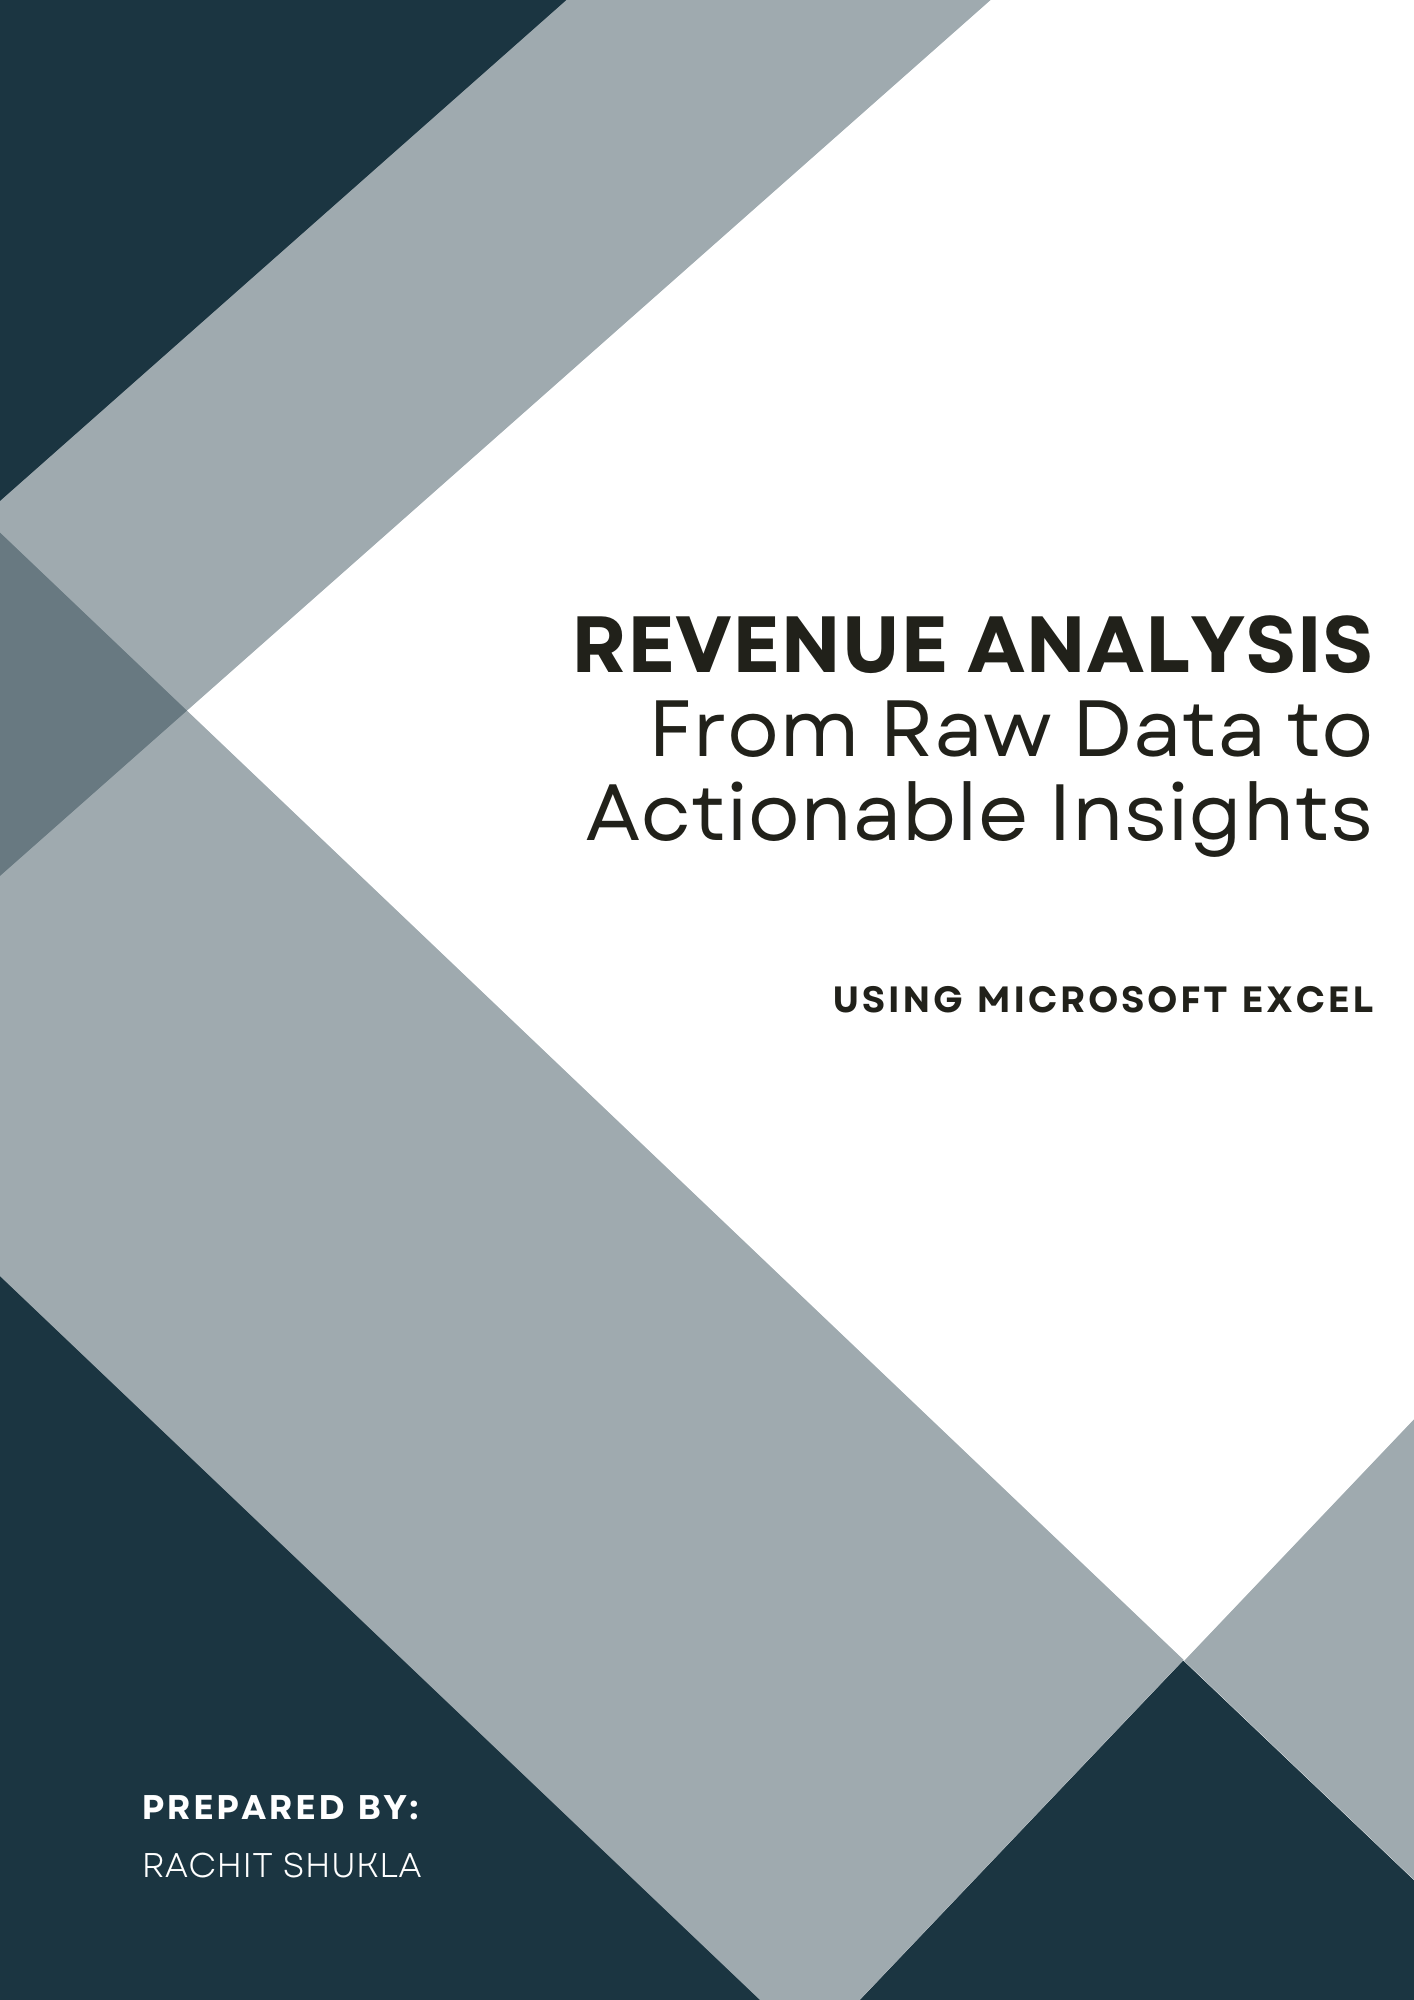 REVENUE ANALYSIS
From Raw Data to
Actionable Insights
USING MICROSOFT EXCEL
PREPARED BY:
RACHIT SHUKLA